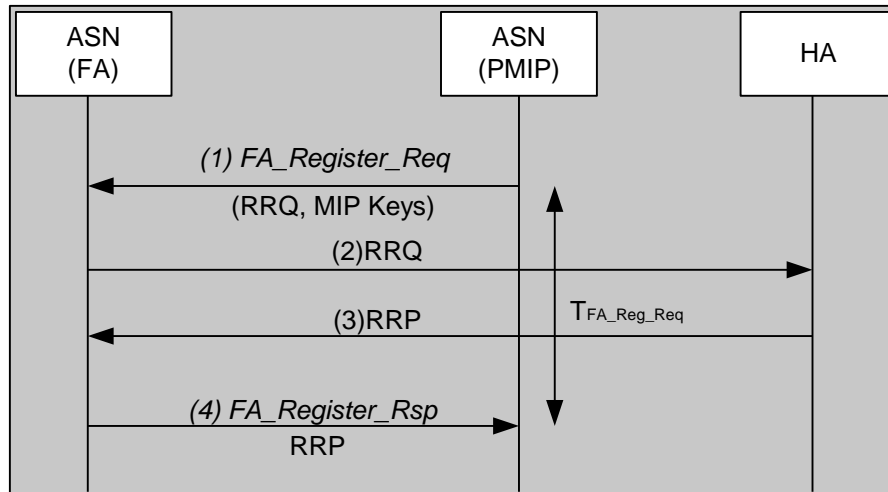 ASN
(FA)
ASN
(PMIP)
HA
(1) FA_Register_Req
(RRQ, MIP Keys)
(2)RRQ
(3)RRP
TFA_Reg_Req
(4) FA_Register_Rsp
RRP